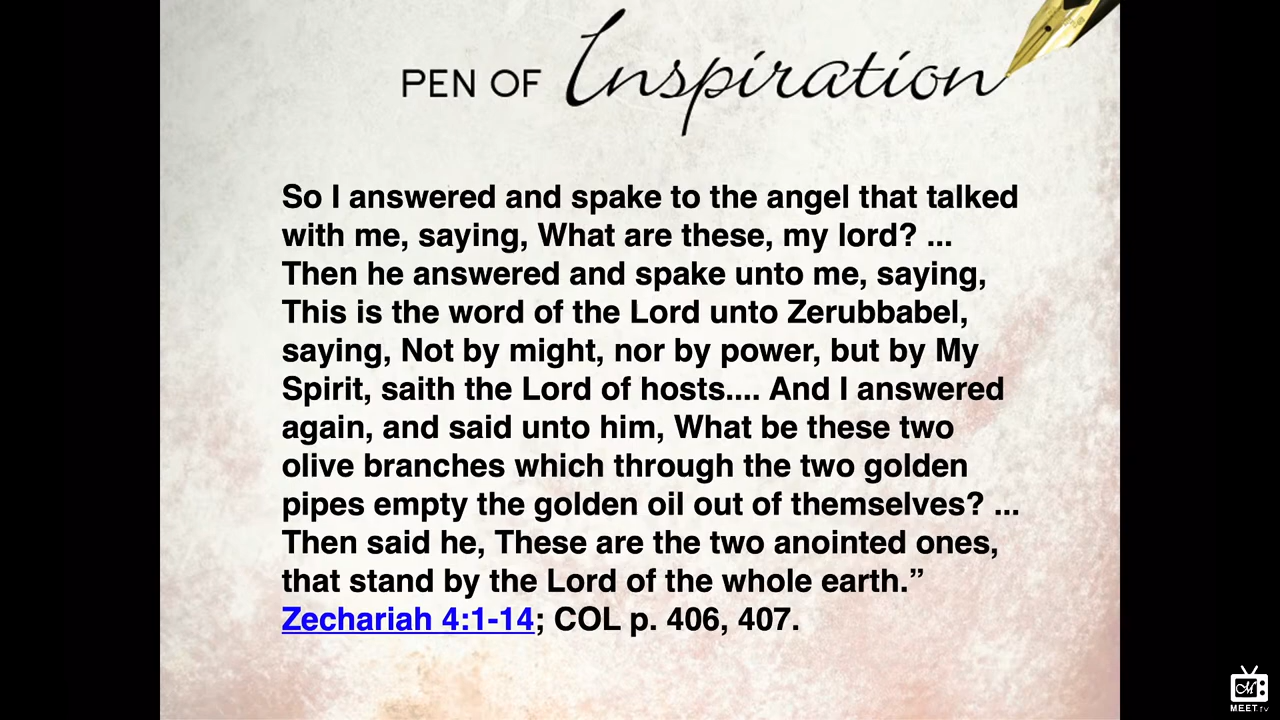 PEN OF Inspiration
So I answered and spake to the angel that talked
with me, saying, What are these, my lord? ...
Then he answered and spake unto me, saying,
This is the word of the Lord unto Zerubbabel,
saying, Not by might, nor by power, but by My
Spirit, saith the Lord of hosts.... And I answered
again, and said unto him, What be these two
olive branches which through the two golden
pipes empty the golden oil out of themselves? ...
Then said he, These are the two anointed ones,
that stand by the Lord of the whole earth.”
Zechariah 4:1-14; COL p. 406, 407.
M
MEET.TV